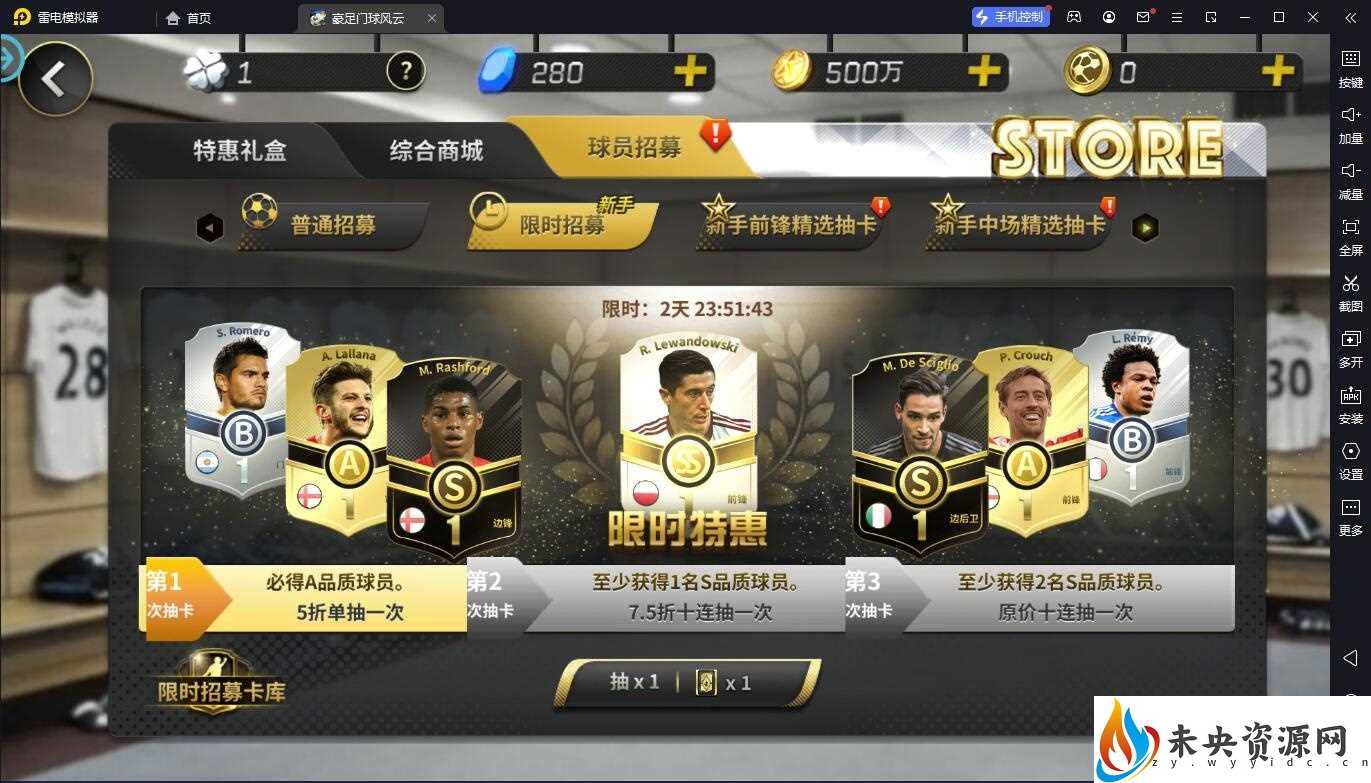 雷电模拟器
首页
豪足门球风云
手机控制
1
?
280
500万
0
特惠礼盒
综合商城
球员招募
STORE
普通招募
限时招募
新手
新手前锋精选抽卡
新手中场精选抽卡
限时：2天 23:51:43
S. Romero
B
1
A. Lallana
A
1
M. Rashford
S
1
边锋
R. Lewandowski
SS
1
前锋
限时特惠
M. De Sciglio
S
1
边后卫
P. Crouch
A
1
前锋
L. Rémy
B
1
前锋
28
30
第1
次抽卡
必得A品质球员。
5折单抽一次
第2
次抽卡
至少获得1名S品质球员。
7.5折十连抽一次
第3
次抽卡
至少获得2名S品质球员。
原价十连抽一次
限时招募卡库
抽x1
x1
按键
加量
减量
全屏
截图
多开
APK
安装
设置
更多
未央资源网
zy.wyyidc.cn